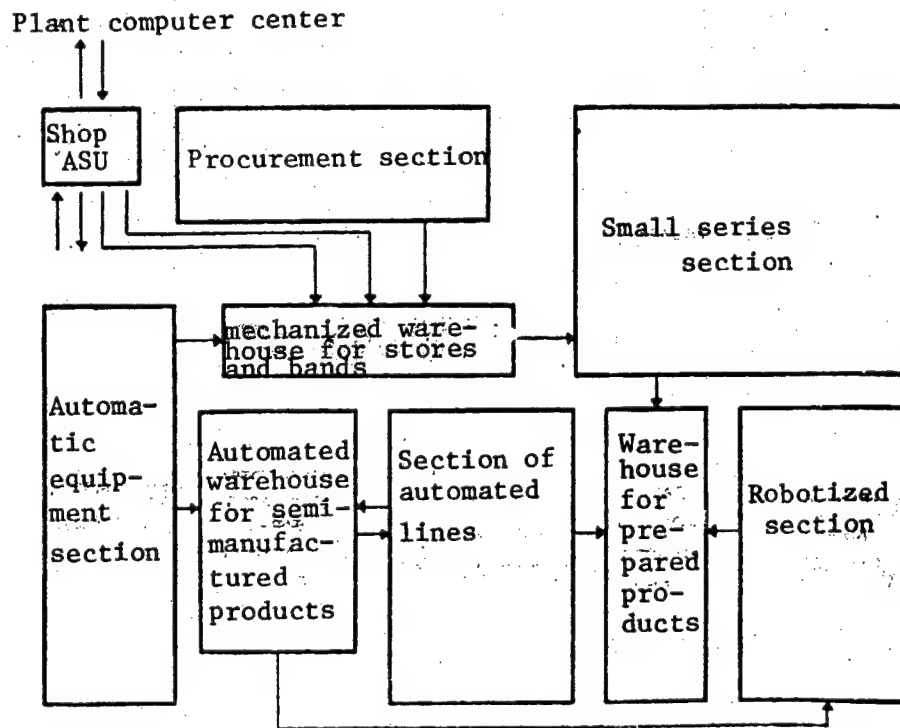 Plant computer center
Shop
ASU
Procurement section
Small series
section
mechanized ware-
house for stores
and bands
Automa-
tic
equip-
ment
section
Automated
warehouse
for semi-
manufac-
tured
products
Section of
automated
lines
Ware-
house
for
pre-
pared
pro-
ducts
Robotized
section